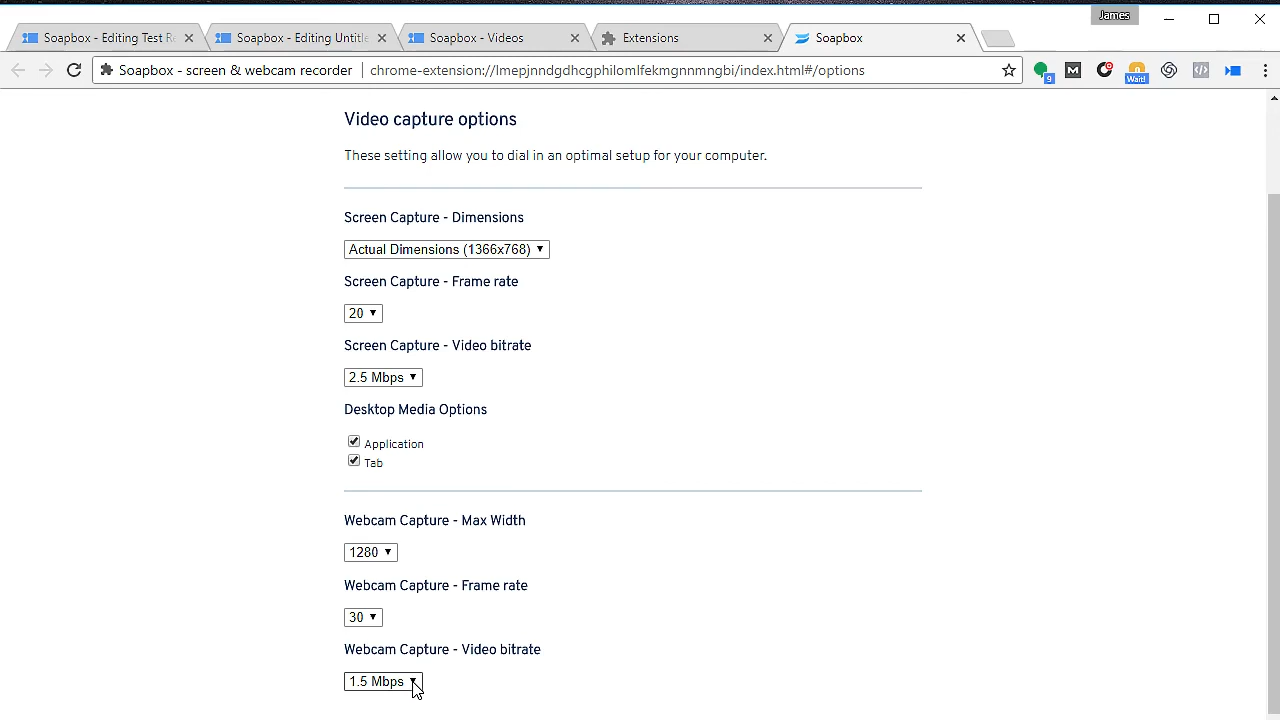 James
Soapbox - Editing Test R
Soapbox - Editing Untitle
Soapbox - Videos
Extensions
Soapbox
Soapbox - screen & webcam recorder
chrome-extension://lmepjnndgdhcgphilomlfekmgnnmngbi/index.html#/options
9
M
Wait!
Video capture options
These setting allow you to dial in an optimal setup for your computer.
Screen Capture - Dimensions
Actual Dimensions (1366x768)
Screen Capture - Frame rate
20
Screen Capture - Video bitrate
2.5 Mbps
Desktop Media Options
Application
Tab
Webcam Capture - Max Width
1280
Webcam Capture - Frame rate
30
Webcam Capture - Video bitrate
1.5 Mbps